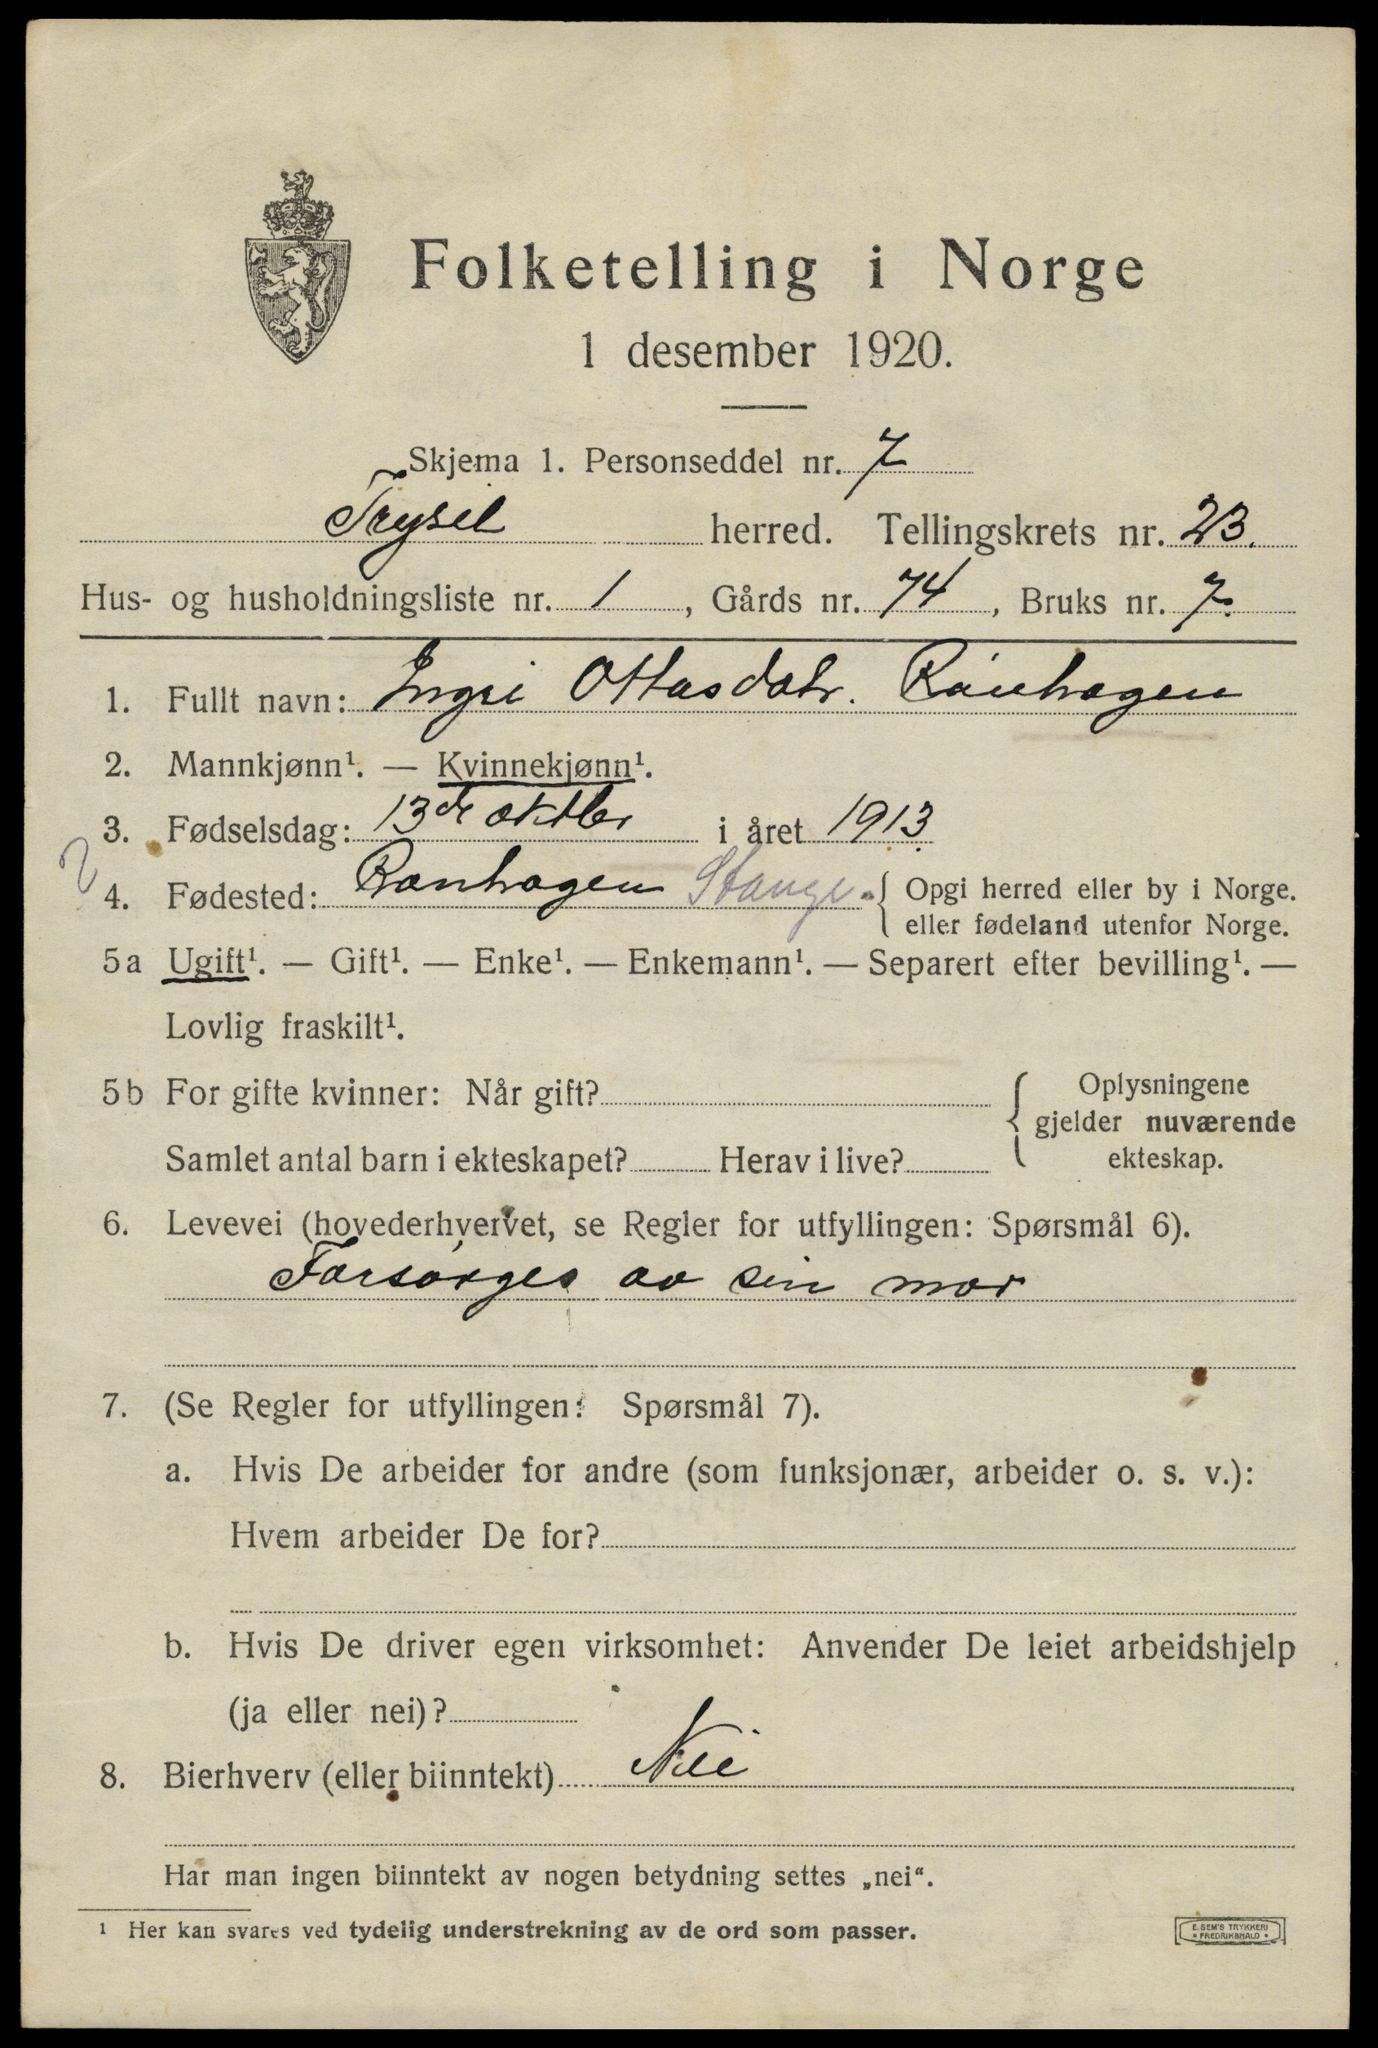 Folketelling i Norge
1 desember 1920.
Skjema 1. Personseddel nr. 7
Trysil herred. Tellingskrets nr. 23.
Hus- og husholdningsliste nr. 1, Gårds nr. 74, Bruks nr. 7.
1. Fullt navn: Ingri Ottasdatr. Rönhagen
2. Mannkjønn¹. — Kvinnekjønn¹.
3. Fødselsdag: 13de oktbr i året 1913
2
4. Fødested: Rønhagen Stange. { Opgi herred eller by i Norge.
eller fødeland utenfor Norge.
5a Ugift¹. — Gift¹. — Enke¹. — Enkemann¹. — Separert efter bevilling¹. —
Lovlig fraskilt¹.
5b For gifte kvinner: Når gift? { Oplysningene
gjelder nuværende
Samlet antal barn i ekteskapet? Herav i live? ekteskap.
6. Levevei (hovederhvervet, se Regler for utfyllingen: Spørsmål 6).
Forsörges av sin mor
7. (Se Regler for utfyllingen: Spørsmål 7).
a. Hvis De arbeider for andre (som funksjonær, arbeider o. s. v.):
Hvem arbeider De for?
b. Hvis De driver egen virksomhet: Anvender De leiet arbeidshjelp
(ja eller nei)?
8. Bierhverv (eller biinntekt) Nei
Har man ingen biinntekt av nogen betydning settes „nei“.
¹ Her kan svares ved tydelig understrekning av de ord som passer.
E. SEM'S TRYKKERI
FREDRIKSHALD